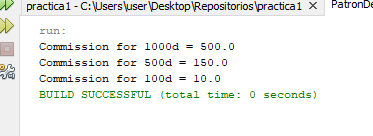 practica1 - C:\Users\user\Desktop\Repositorios\practica1 X PatronDe
run:
Commission for 1000d = 500.0
Commission for 500d = 150.0
Commission for 100d = 10.0
BUILD SUCCESSFUL (total time: 0 seconds)